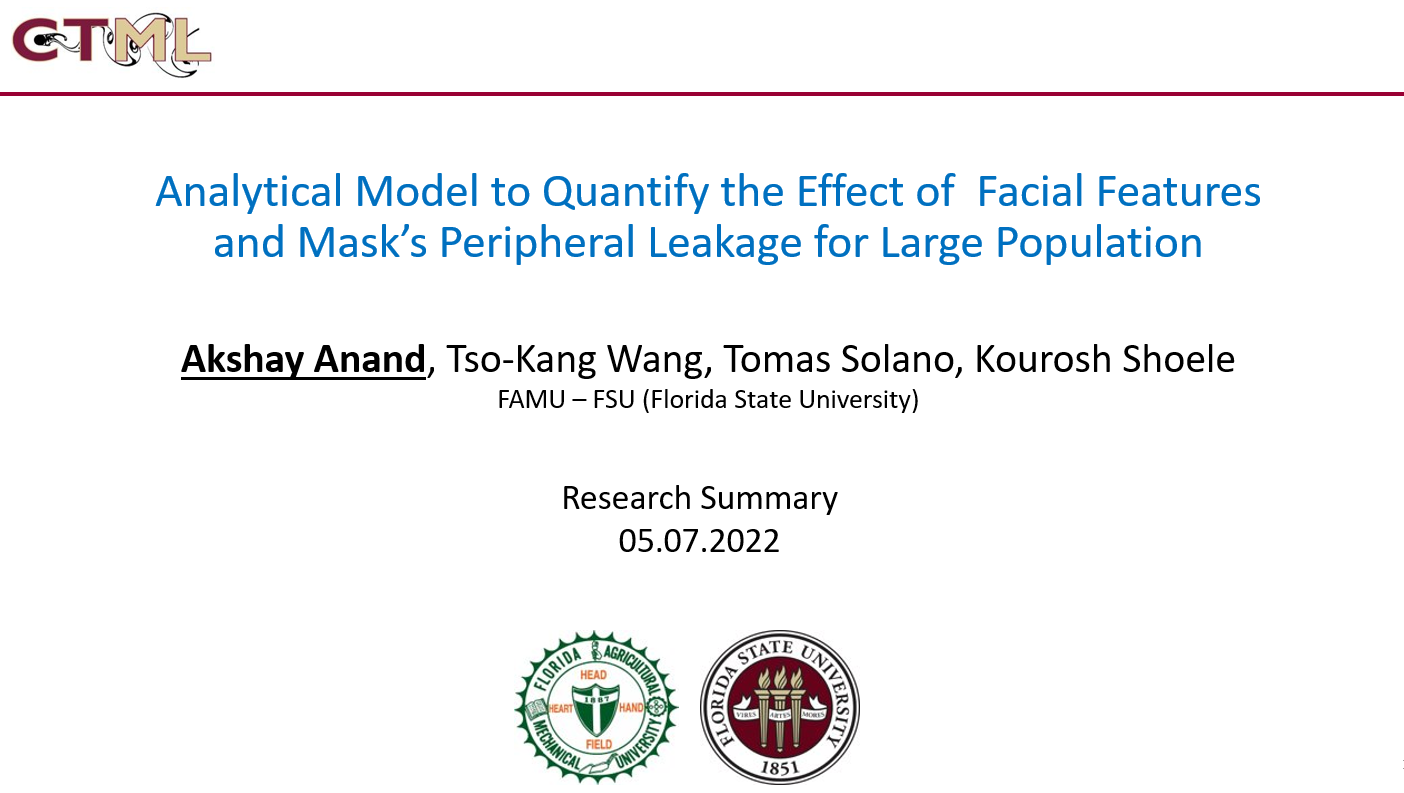 CTML
Analytical Model to Quantify the Effect of  Facial Features
and Mask’s Peripheral Leakage for Large Population
Akshay Anand, Tso-Kang Wang, Tomas Solano, Kourosh Shoele
FAMU – FSU (Florida State University)
Research Summary
05.07.2022
FLORIDA AGRICULTURAL
MECHANICAL UNIVERSITY
HEAD
1887
HEART HAND
FIELD
FLORIDA STATE UNIVERSITY
VIRES ARTES MORES
1851